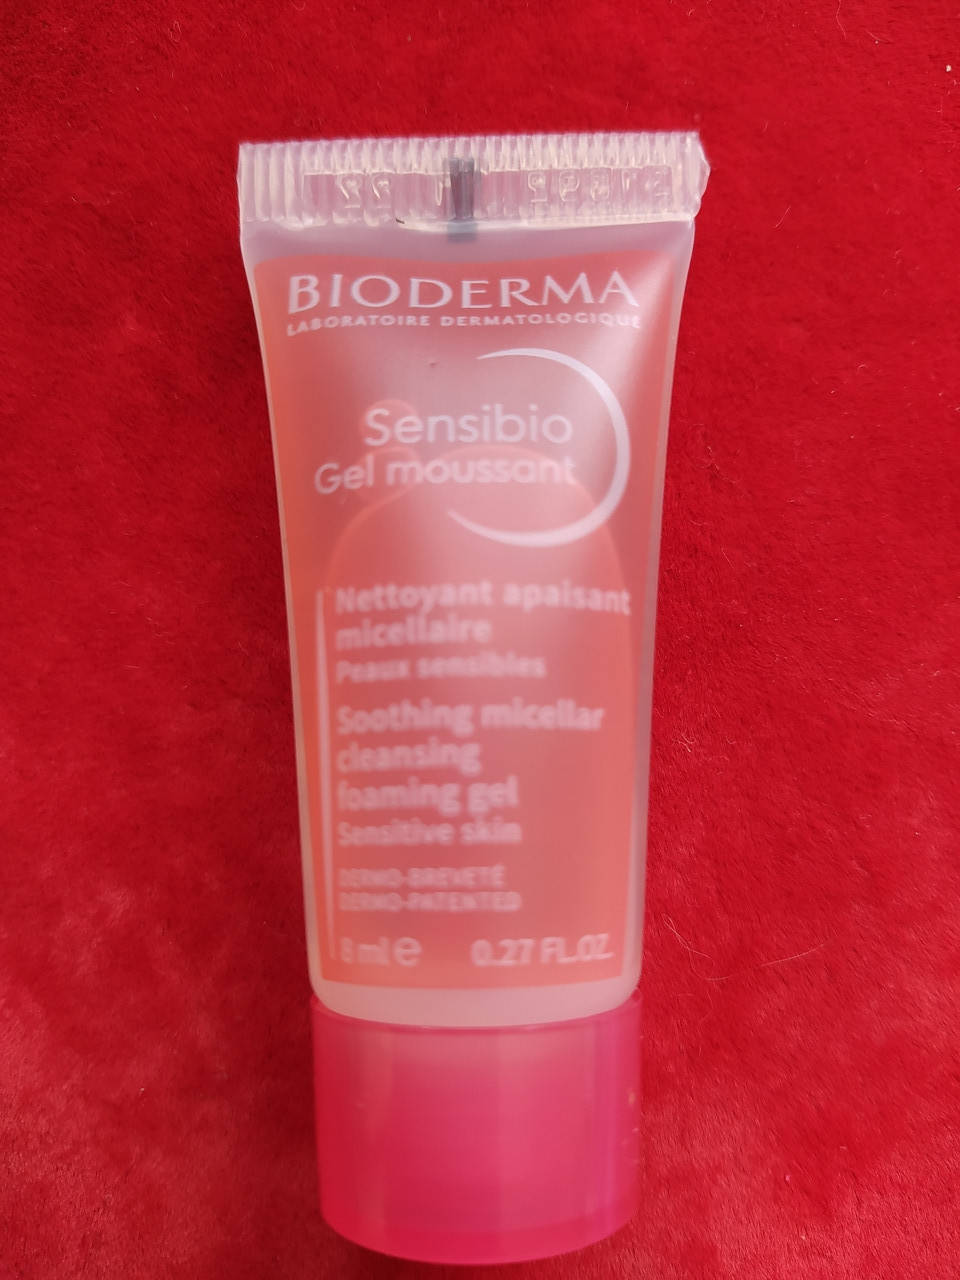 BIODERMA
LABORATOIRE DERMATOLOGIQUE
Sensibio
Gel moussant
Nettoyant apaisant
micellaire
Peaux sensibles
Soothing micellar
cleansing
foaming gel
Sensitive skin
DERMO-BREVETÉ
DERMO-PATENTED
8 ml e 0.27 FL.OZ.